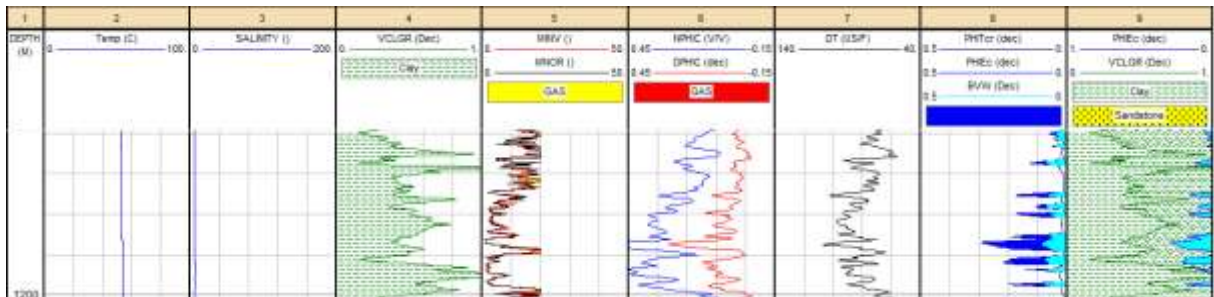 1 2 3 4 5 6 7 8 9
DEPTH (M)
Temp (C)
0. 100.
SALINITY ()
0. 200.
VCLGR (Dec)
0. 1.
Clay
MINV ()
0. 50.
MNOR ()
0. 50.
GAS
NPHIC (V/V)
0.45 -0.15
DPHIC (dec)
0.45 -0.15
GAS
DT (US/F)
140. 40.
PHITcr (dec)
0.5 0.
PHIEc (dec)
0.5 0.
BVW (Dec)
0.5 0.
PHIEc (dec)
1. 0.
VCLGR (Dec)
0. 1.
Clay
Sandstone
1200